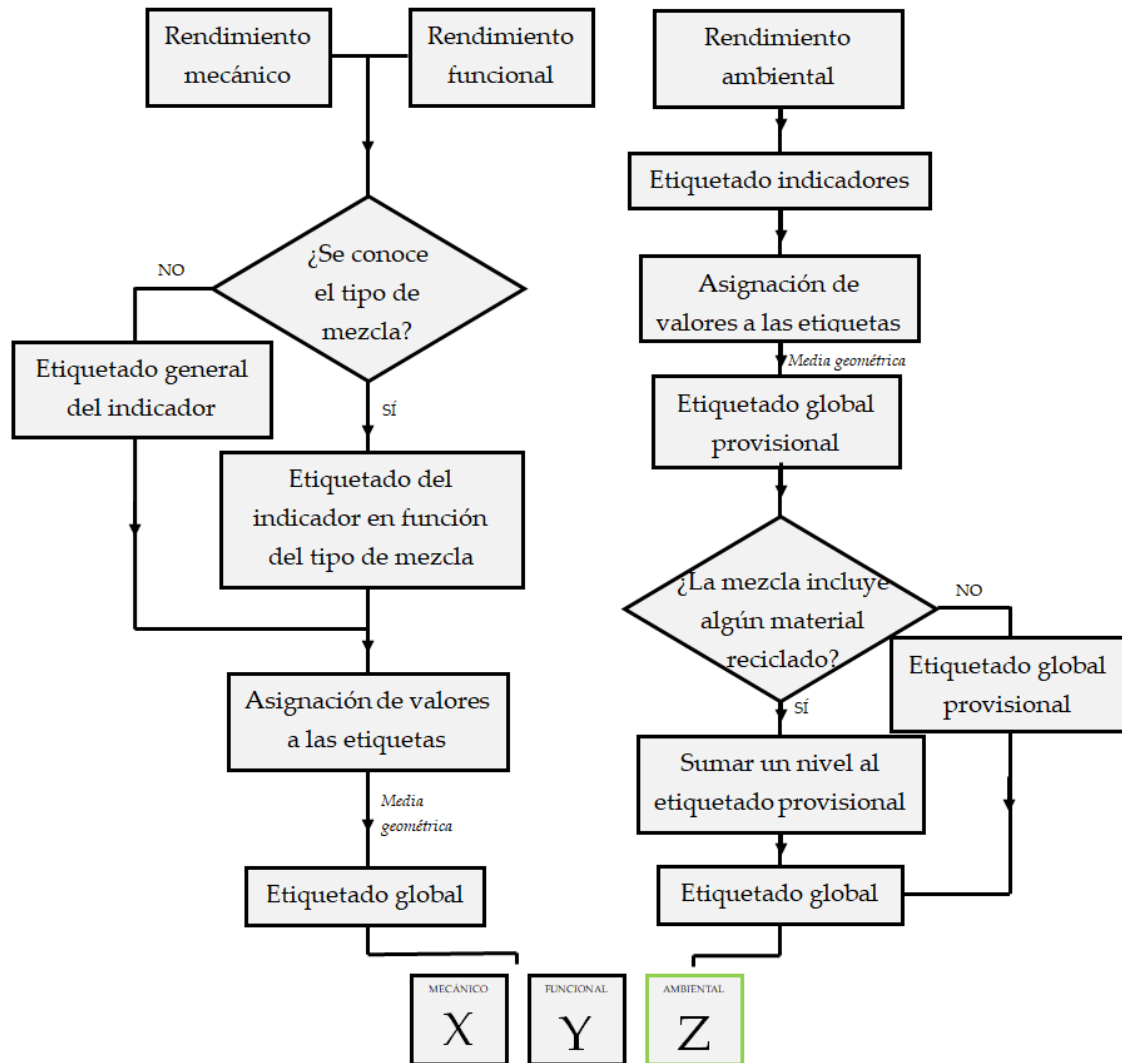 Rendimiento
mecánico
Rendimiento
funcional
¿Se conoce
el tipo de
mezcla?
NO
Etiquetado general
del indicador
SÍ
Etiquetado del
indicador en función
del tipo de mezcla
Asignación de valores
a las etiquetas
Media
geométrica
Etiquetado global
Rendimiento
ambiental
Etiquetado indicadores
Asignación de
valores a las etiquetas
Media geométrica
Etiquetado global
provisional
¿La mezcla incluye
algún material
reciclado?
NO
Etiquetado global
provisional
SÍ
Sumar un nivel al
etiquetado provisional
Etiquetado global
MECÁNICO
X
FUNCIONAL
Y
AMBIENTAL
Z